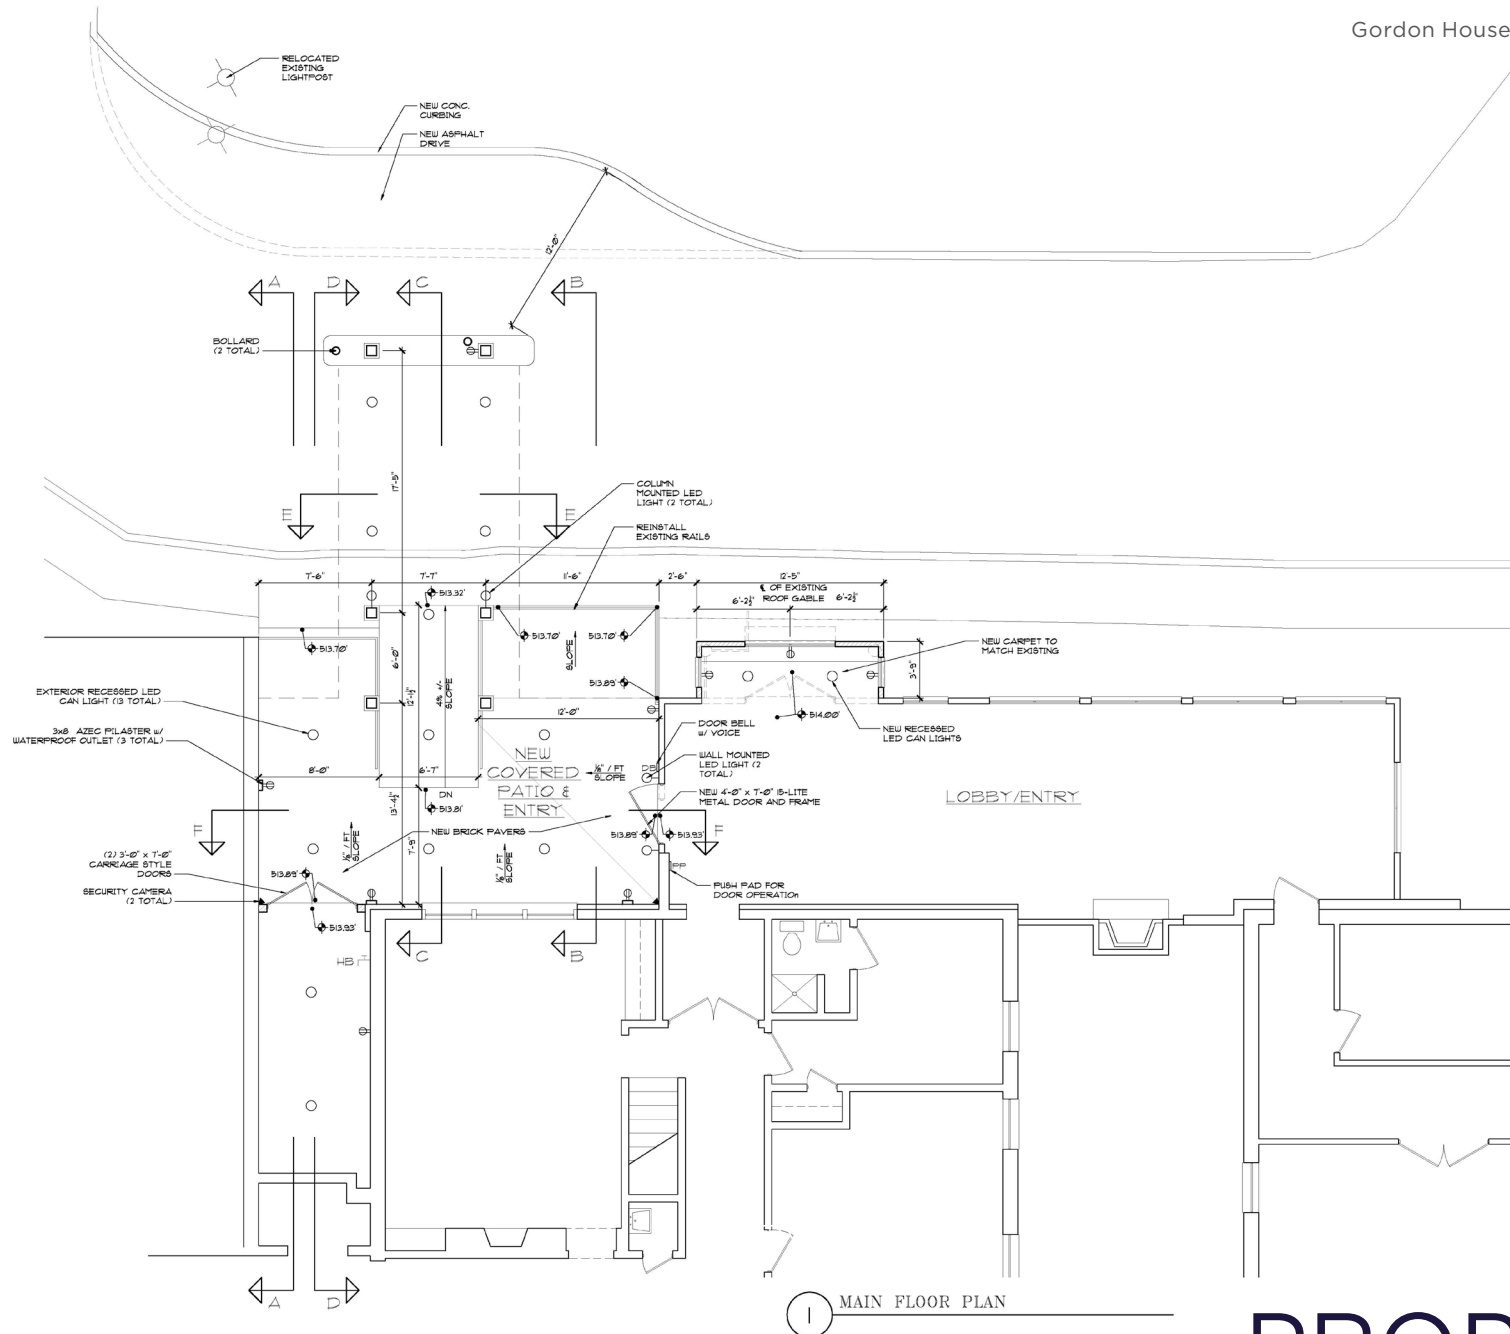 Gordon House
RELOCATED
EXISTING
LIGHTPOST
NEW CONC.
CURBING
NEW ASPHALT
DRIVE
12'-0"
A
D
C
B
BOLLARD
(2 TOTAL)
17'-5"
COLUMN
MOUNTED LED
LIGHT (2 TOTAL)
E
E
REINSTALL
EXISTING RAILS
7'-6"
7'-7"
11'-6"
2'-6"
12'-5"
℄ OF EXISTING
ROOF GABLE
6'-2½"
6'-2½"
513.32'
513.70'
513.70'
513.70'
SLOPE
6'-0"
12'-1½"
4% +/-
SLOPE
NEW CARPET TO
MATCH EXISTING
3'-9"
513.89'
EXTERIOR RECESSED LED
CAN LIGHT (13 TOTAL)
12'-0"
514.00'
DOOR BELL
w/ VOICE
NEW RECESSED
LED CAN LIGHTS
3x8 AZEC PILASTER w/
WATERPROOF OUTLET (3 TOTAL)
NEW
COVERED
PATIO &
ENTRY
⅛" / FT
SLOPE
DB
WALL MOUNTED
LED LIGHT (2
TOTAL)
8'-0"
6'-7"
DN
513.81'
13'-4½"
NEW 4'-0" x 7'-0" 15-LITE
METAL DOOR AND FRAME
LOBBY/ENTRY
F
F
NEW BRICK PAVERS
513.89'
513.93'
⅛" / FT
SLOPE
7'-9"
⅛" / FT
SLOPE
(2) 3'-0" x 7'-0"
CARRIAGE STYLE
DOORS
513.89'
PP
PUSH PAD FOR
DOOR OPERATION
SECURITY CAMERA
(2 TOTAL)
513.93'
HB
C
B
A
D
1
MAIN FLOOR PLAN